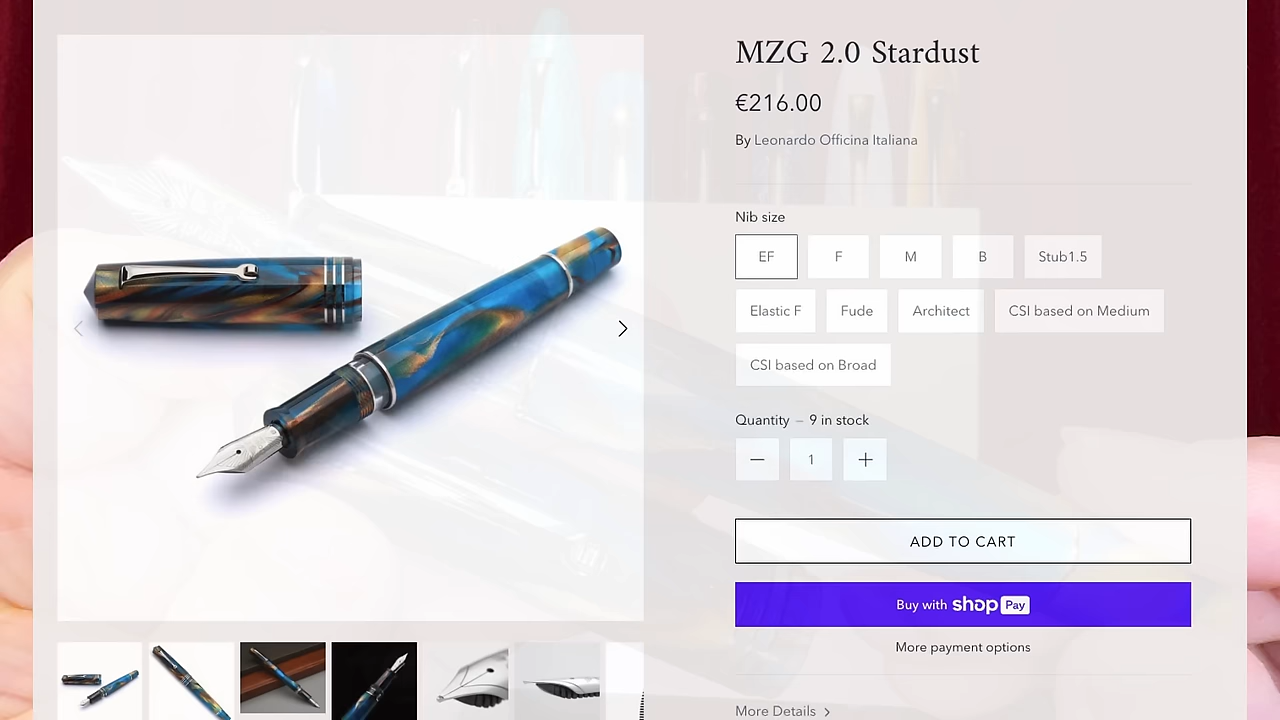 MZG 2.0 Stardust
€216.00
By Leonardo Officina Italiana
Nib size
EF F M B Stub1.5
Elastic F Fude Architect CSI based on Medium
CSI based on Broad
Quantity – 9 in stock
— 1 +
ADD TO CART
Buy with shop Pay
More payment options
More Details >